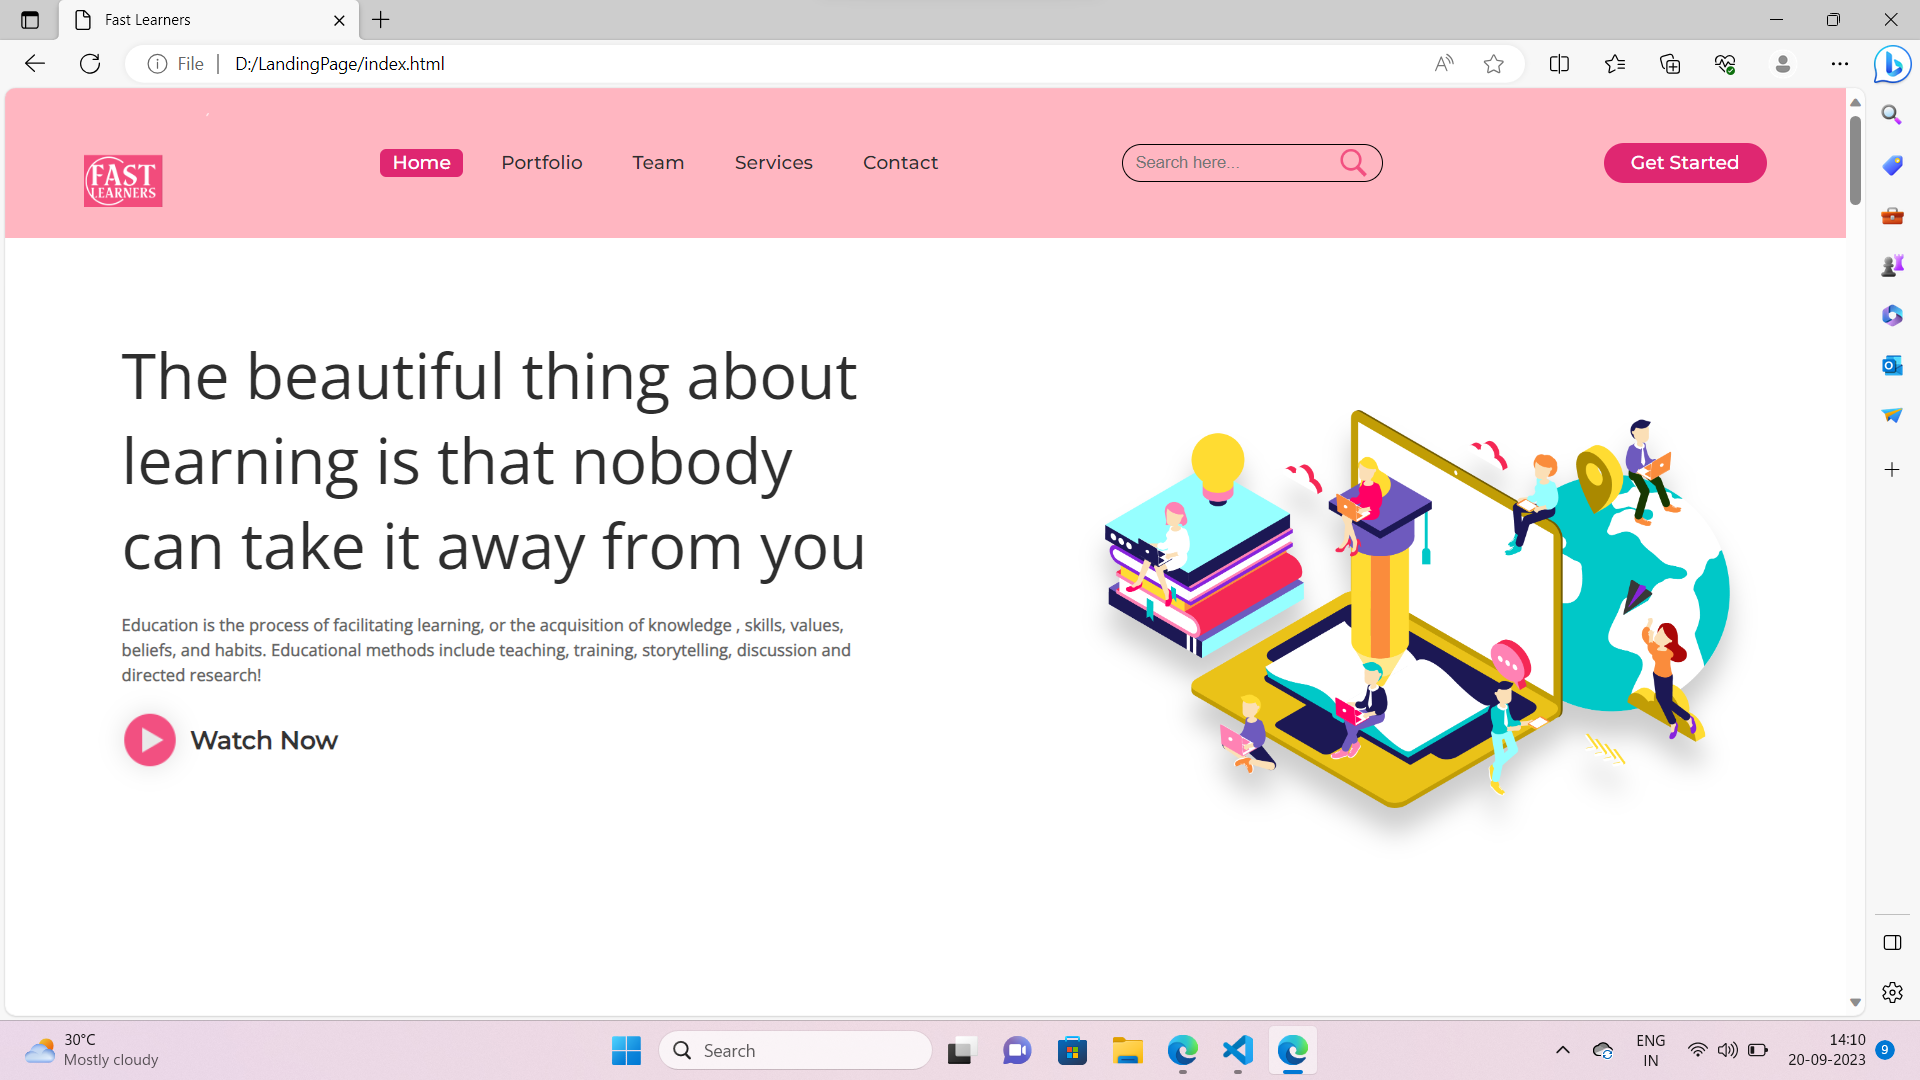 Fast Learners
File
D:/LandingPage/index.html
FAST
LEARNERS
Home
Portfolio
Team
Services
Contact
Search here...
Get Started
The beautiful thing about
learning is that nobody
can take it away from you
Education is the process of facilitating learning, or the acquisition of knowledge , skills, values,
beliefs, and habits. Educational methods include teaching, training, storytelling, discussion and
directed research!
Watch Now
30°C
Mostly cloudy
Search
ENG
IN
14:10
20-09-2023
9